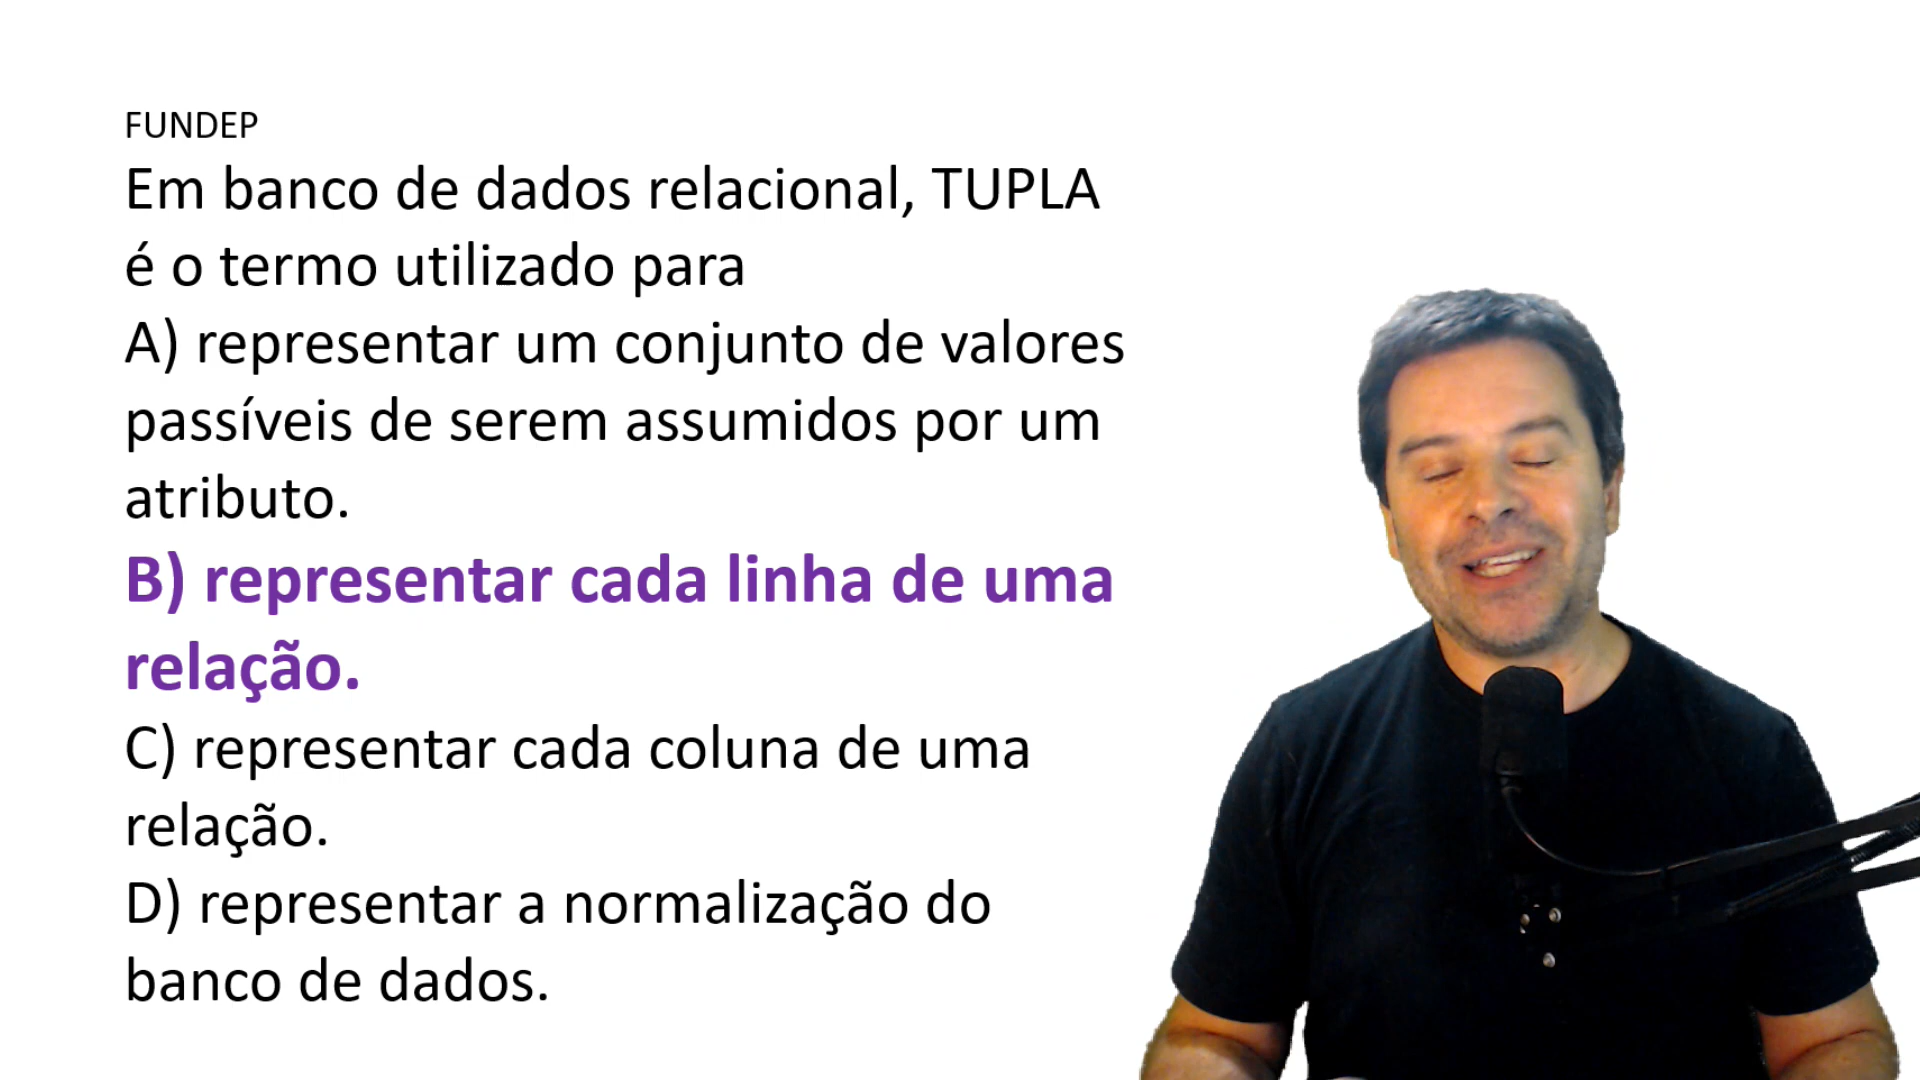 FUNDEP
Em banco de dados relacional, TUPLA
é o termo utilizado para
A) representar um conjunto de valores
passíveis de serem assumidos por um
atributo.
B) representar cada linha de uma
relação.
C) representar cada coluna de uma
relação.
D) representar a normalização do
banco de dados.